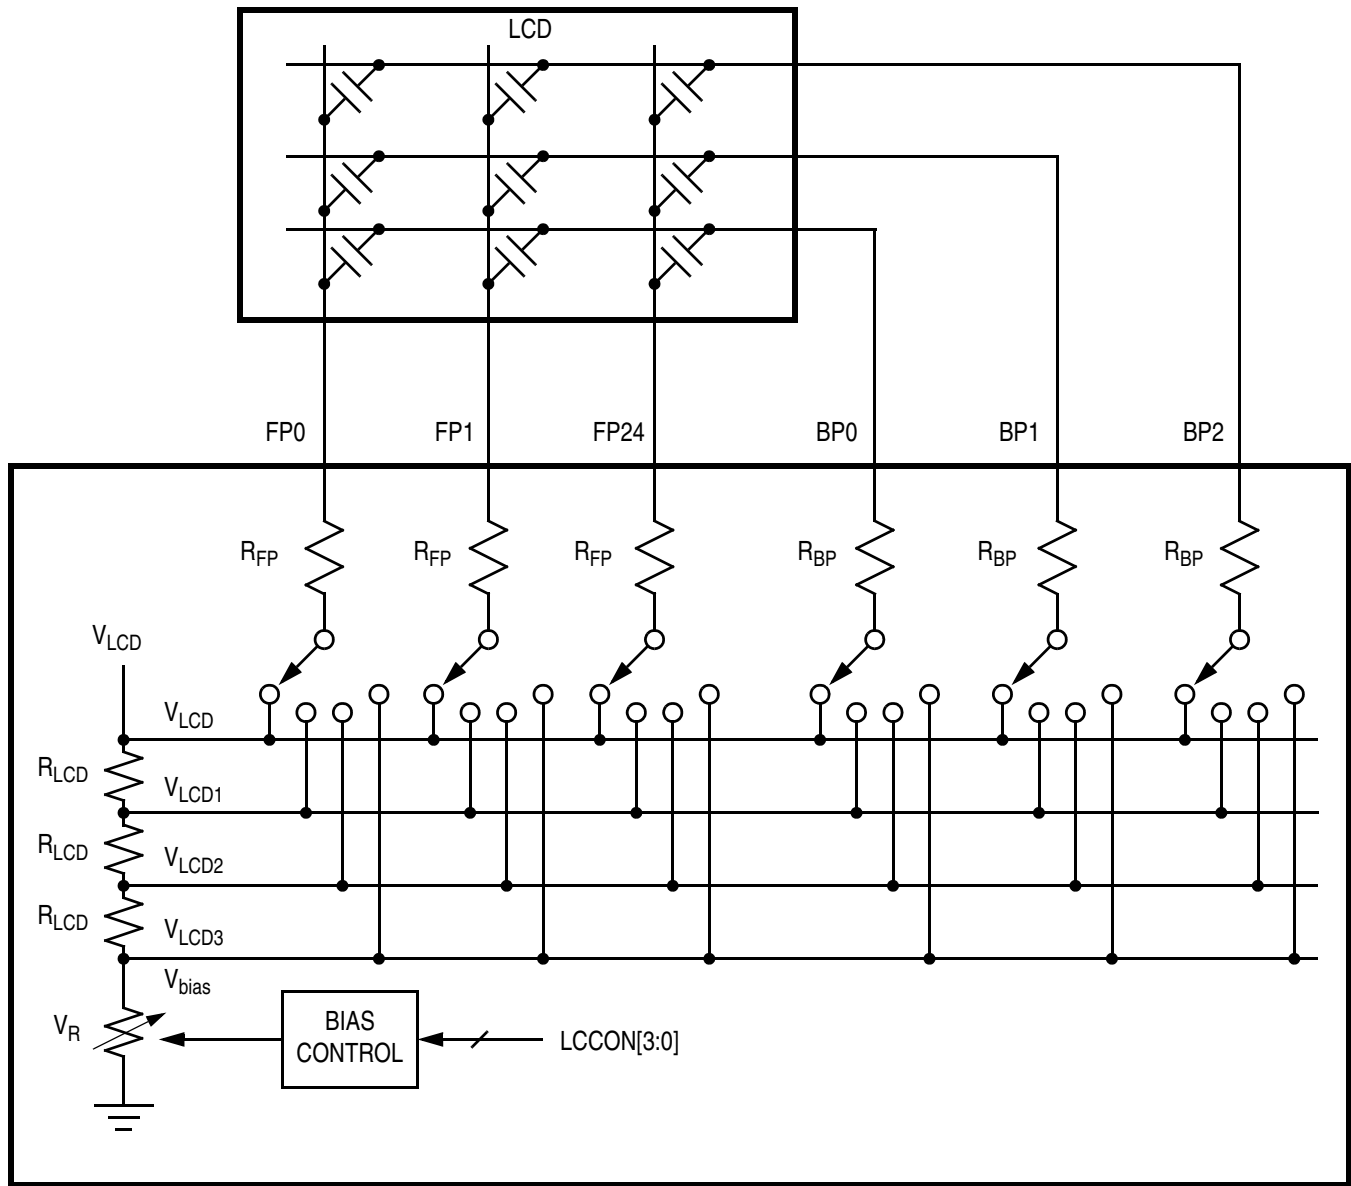 LCD
FP0 FP1 FP24 BP0 BP1 BP2
RFP RFP RFP RBP RBP RBP
VLCD
VLCD
RLCD
VLCD1
RLCD
VLCD2
RLCD
VLCD3
Vbias
VR
BIAS
CONTROL
LCCON[3:0]